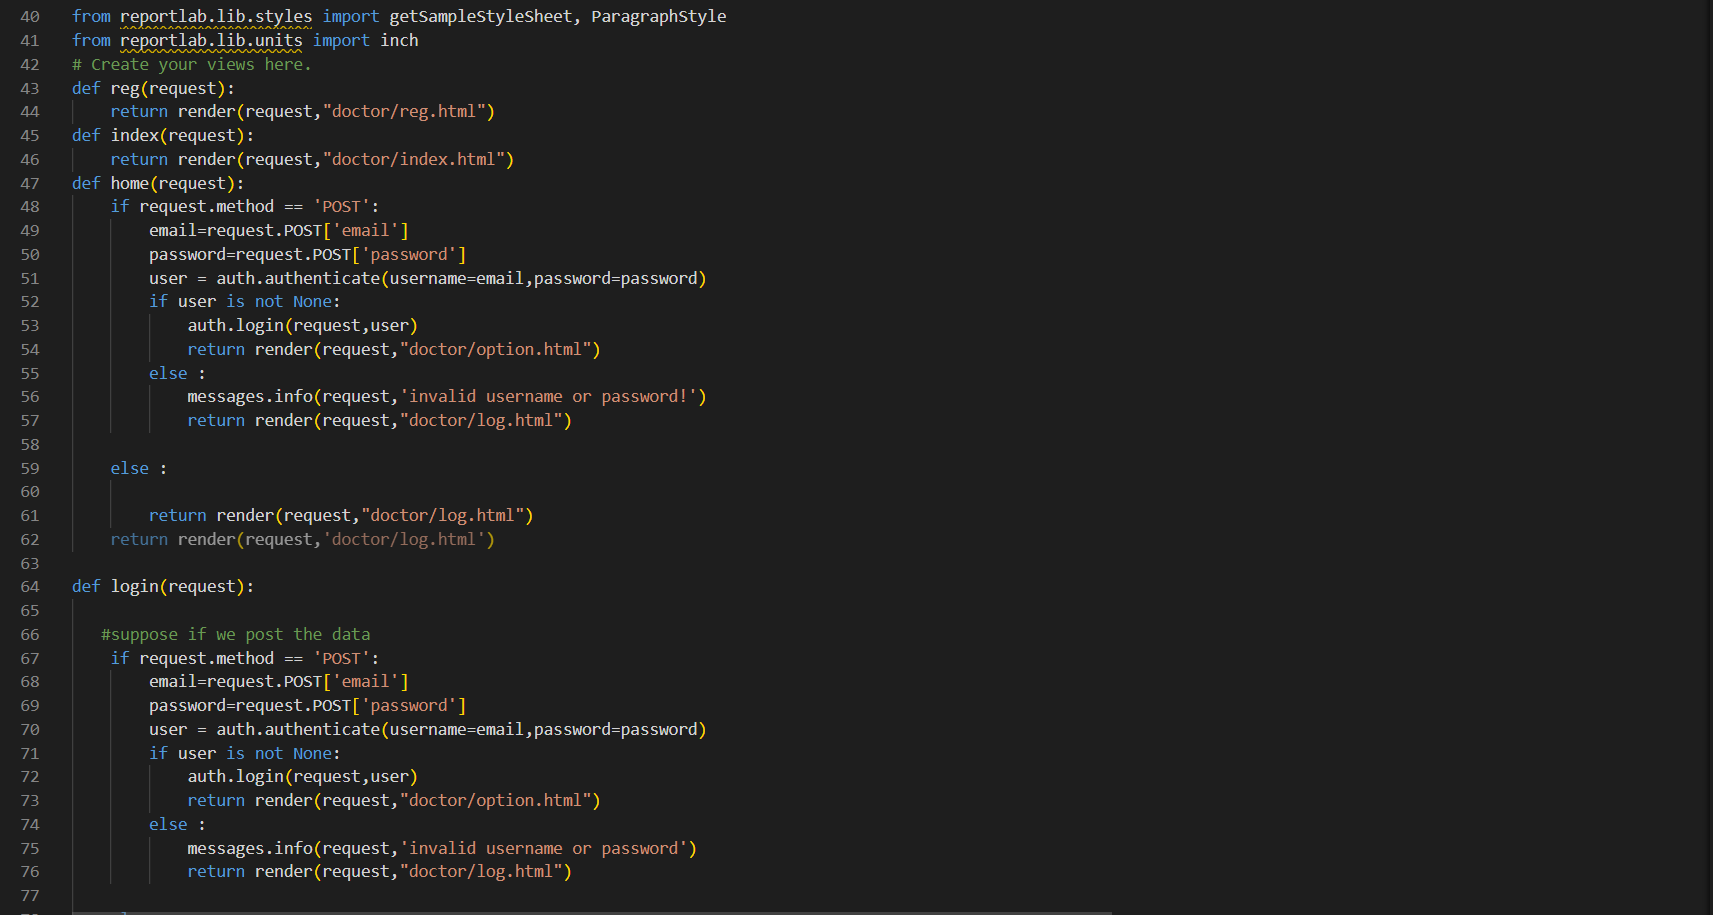 40 from reportlab.lib.styles import getSampleStyleSheet, ParagraphStyle
41 from reportlab.lib.units import inch
42 # Create your views here.
43 def reg(request):
44     return render(request,"doctor/reg.html")
45 def index(request):
46     return render(request,"doctor/index.html")
47 def home(request):
48     if request.method == 'POST':
49         email=request.POST['email']
50         password=request.POST['password']
51         user = auth.authenticate(username=email,password=password)
52         if user is not None:
53             auth.login(request,user)
54             return render(request,"doctor/option.html")
55         else :
56             messages.info(request,'invalid username or password!')
57             return render(request,"doctor/log.html")
58
59     else :
60
61         return render(request,"doctor/log.html")
62     return render(request,'doctor/log.html')
63
64 def login(request):
65
66    #suppose if we post the data
67     if request.method == 'POST':
68         email=request.POST['email']
69         password=request.POST['password']
70         user = auth.authenticate(username=email,password=password)
71         if user is not None:
72             auth.login(request,user)
73             return render(request,"doctor/option.html")
74         else :
75             messages.info(request,'invalid username or password')
76             return render(request,"doctor/log.html")
77